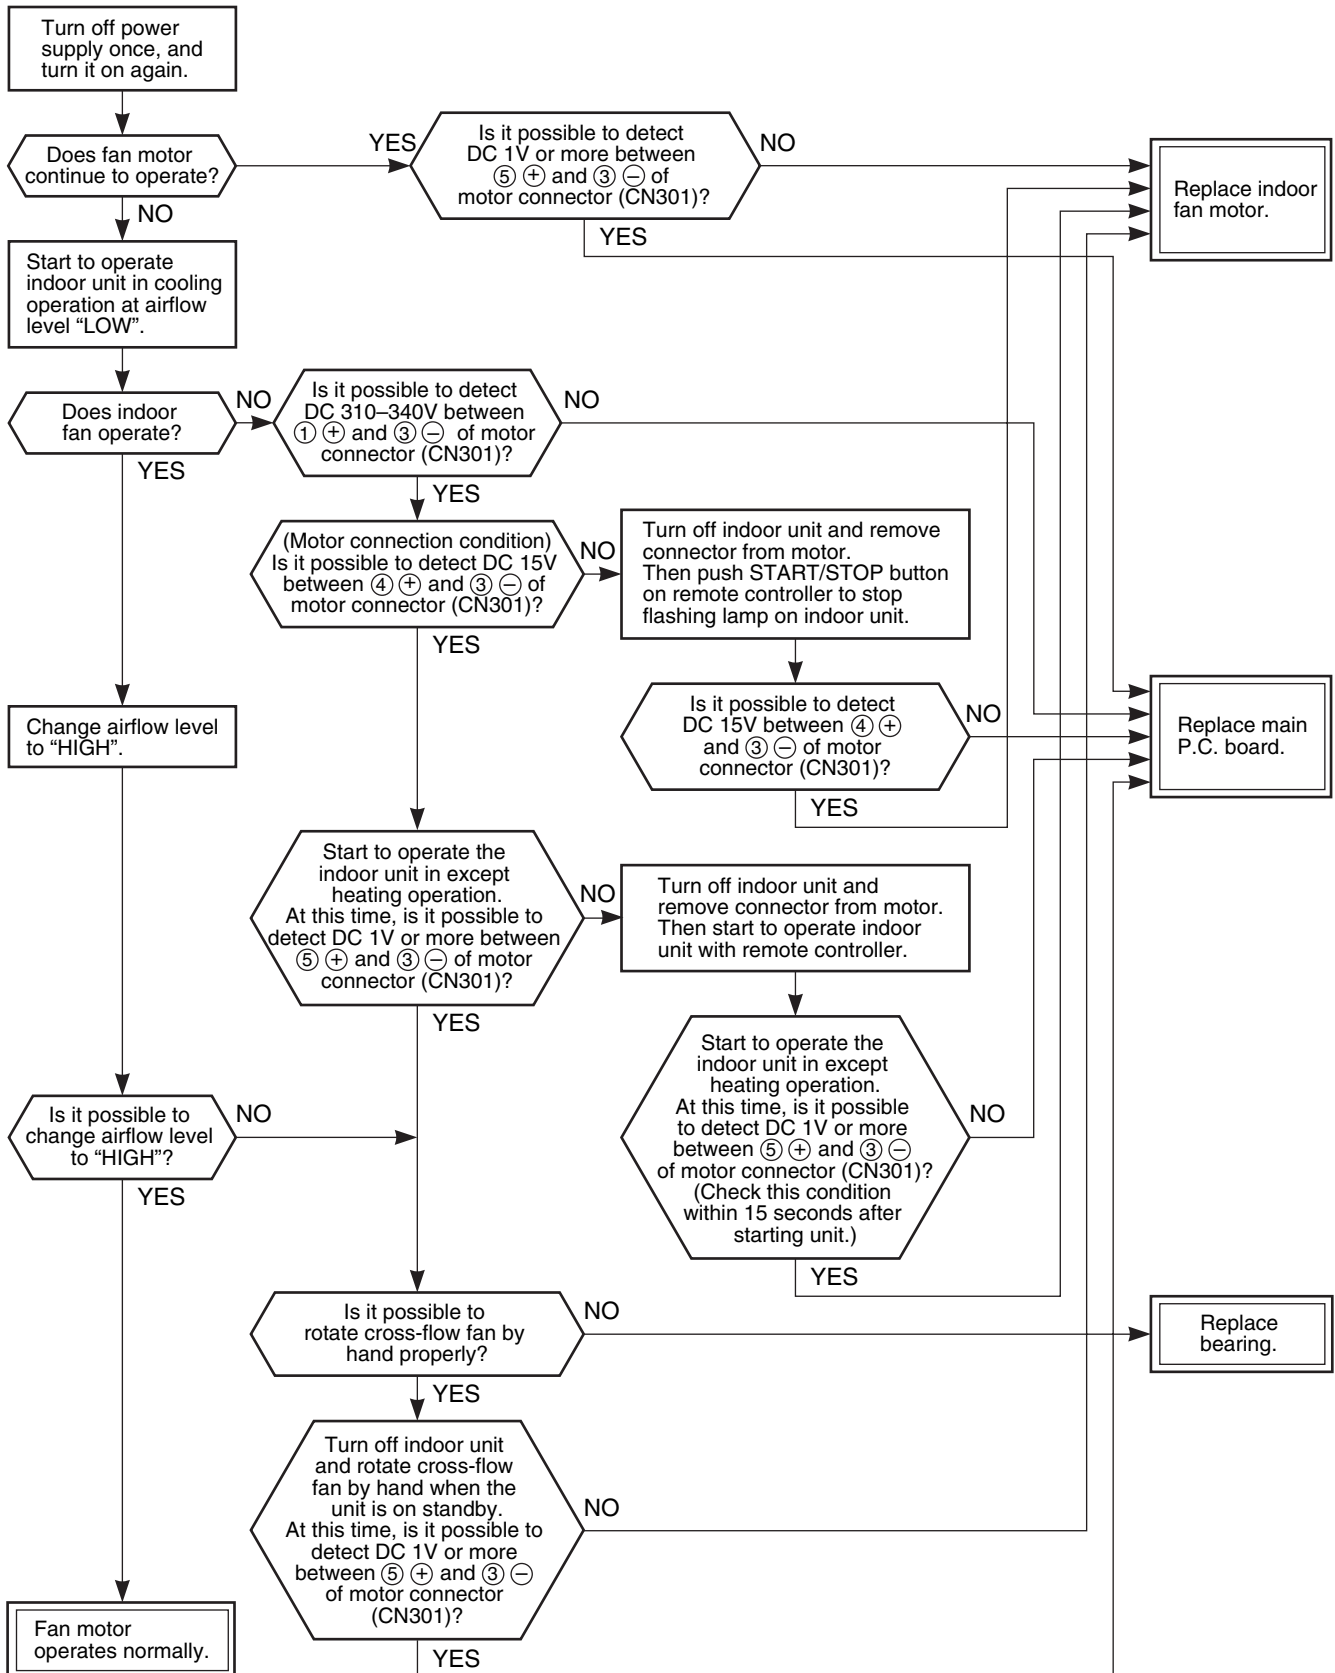 Turn off power
supply once, and
turn it on again.
Does fan motor
continue to operate?
YES
NO
Is it possible to detect
DC 1V or more between
⑤ ⊕ and ③ ⊖ of
motor connector (CN301)?
NO
YES
Replace indoor
fan motor.
Start to operate
indoor unit in cooling
operation at airflow
level “LOW”.
Does indoor
fan operate?
NO
YES
Is it possible to detect
DC 310–340V between
① ⊕ and ③ ⊖ of motor
connector (CN301)?
NO
YES
(Motor connection condition)
Is it possible to detect DC 15V
between ④ ⊕ and ③ ⊖ of
motor connector (CN301)?
NO
YES
Turn off indoor unit and remove
connector from motor.
Then push START/STOP button
on remote controller to stop
flashing lamp on indoor unit.
Is it possible to detect
DC 15V between ④ ⊕
and ③ ⊖ of motor
connector (CN301)?
NO
YES
Replace main
P.C. board.
Change airflow level
to “HIGH”.
Start to operate the
indoor unit in except
heating operation.
At this time, is it possible to
detect DC 1V or more between
⑤ ⊕ and ③ ⊖ of motor
connector (CN301)?
NO
YES
Turn off indoor unit and
remove connector from motor.
Then start to operate indoor
unit with remote controller.
Start to operate the
indoor unit in except
heating operation.
At this time, is it possible
to detect DC 1V or more
between ⑤ ⊕ and ③ ⊖
of motor connector (CN301)?
(Check this condition
within 15 seconds after
starting unit.)
NO
YES
Is it possible to
change airflow level
to “HIGH”?
NO
YES
Is it possible to
rotate cross-flow fan by
hand properly?
NO
YES
Replace
bearing.
Turn off indoor unit
and rotate cross-flow
fan by hand when the
unit is on standby.
At this time, is it possible to
detect DC 1V or more
between ⑤ ⊕ and ③ ⊖
of motor connector
(CN301)?
NO
YES
Fan motor
operates normally.